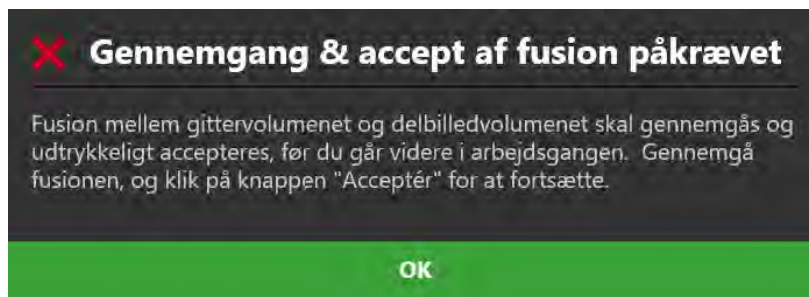 Gennemgang & accept af fusion påkrævet
Fusion mellem gittervolumenet og delbilledvolumenet skal gennemgås og
udtrykkeligt accepteres, før du går videre i arbejdsgangen. Gennemgå
fusionen, og klik på knappen "Acceptér" for at fortsætte.
OK